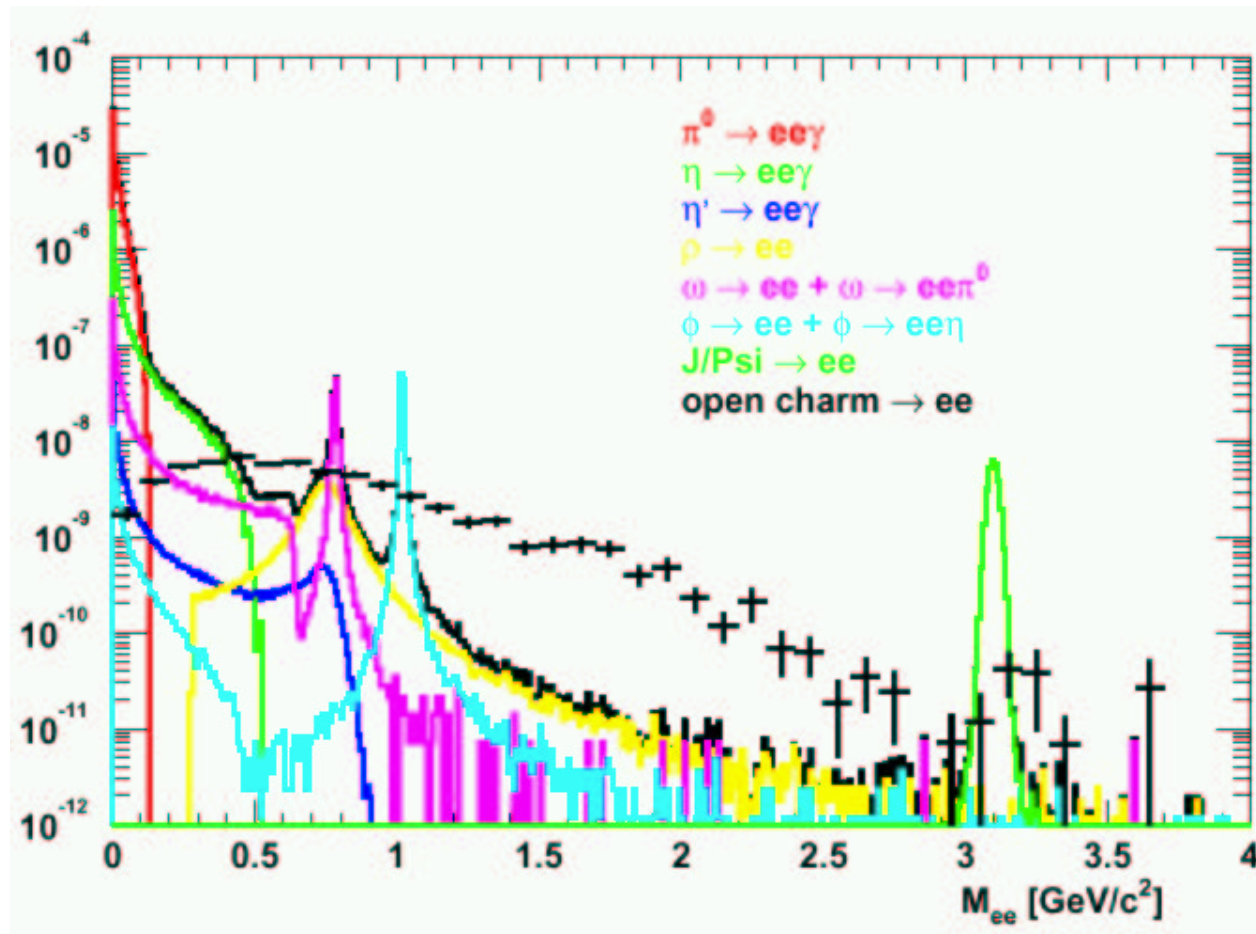 10⁻⁴
10⁻⁵
10⁻⁶
10⁻⁷
10⁻⁸
10⁻⁹
10⁻¹⁰
10⁻¹¹
10⁻¹²
π⁰ → eeγ
η → eeγ
η' → eeγ
ρ → ee
ω → ee + ω → eeπ⁰
ϕ → ee + ϕ → eeη
J/Psi → ee
open charm → ee
0 0.5 1 1.5 2 2.5 3 3.5 4
Mₑₑ [GeV/c²]